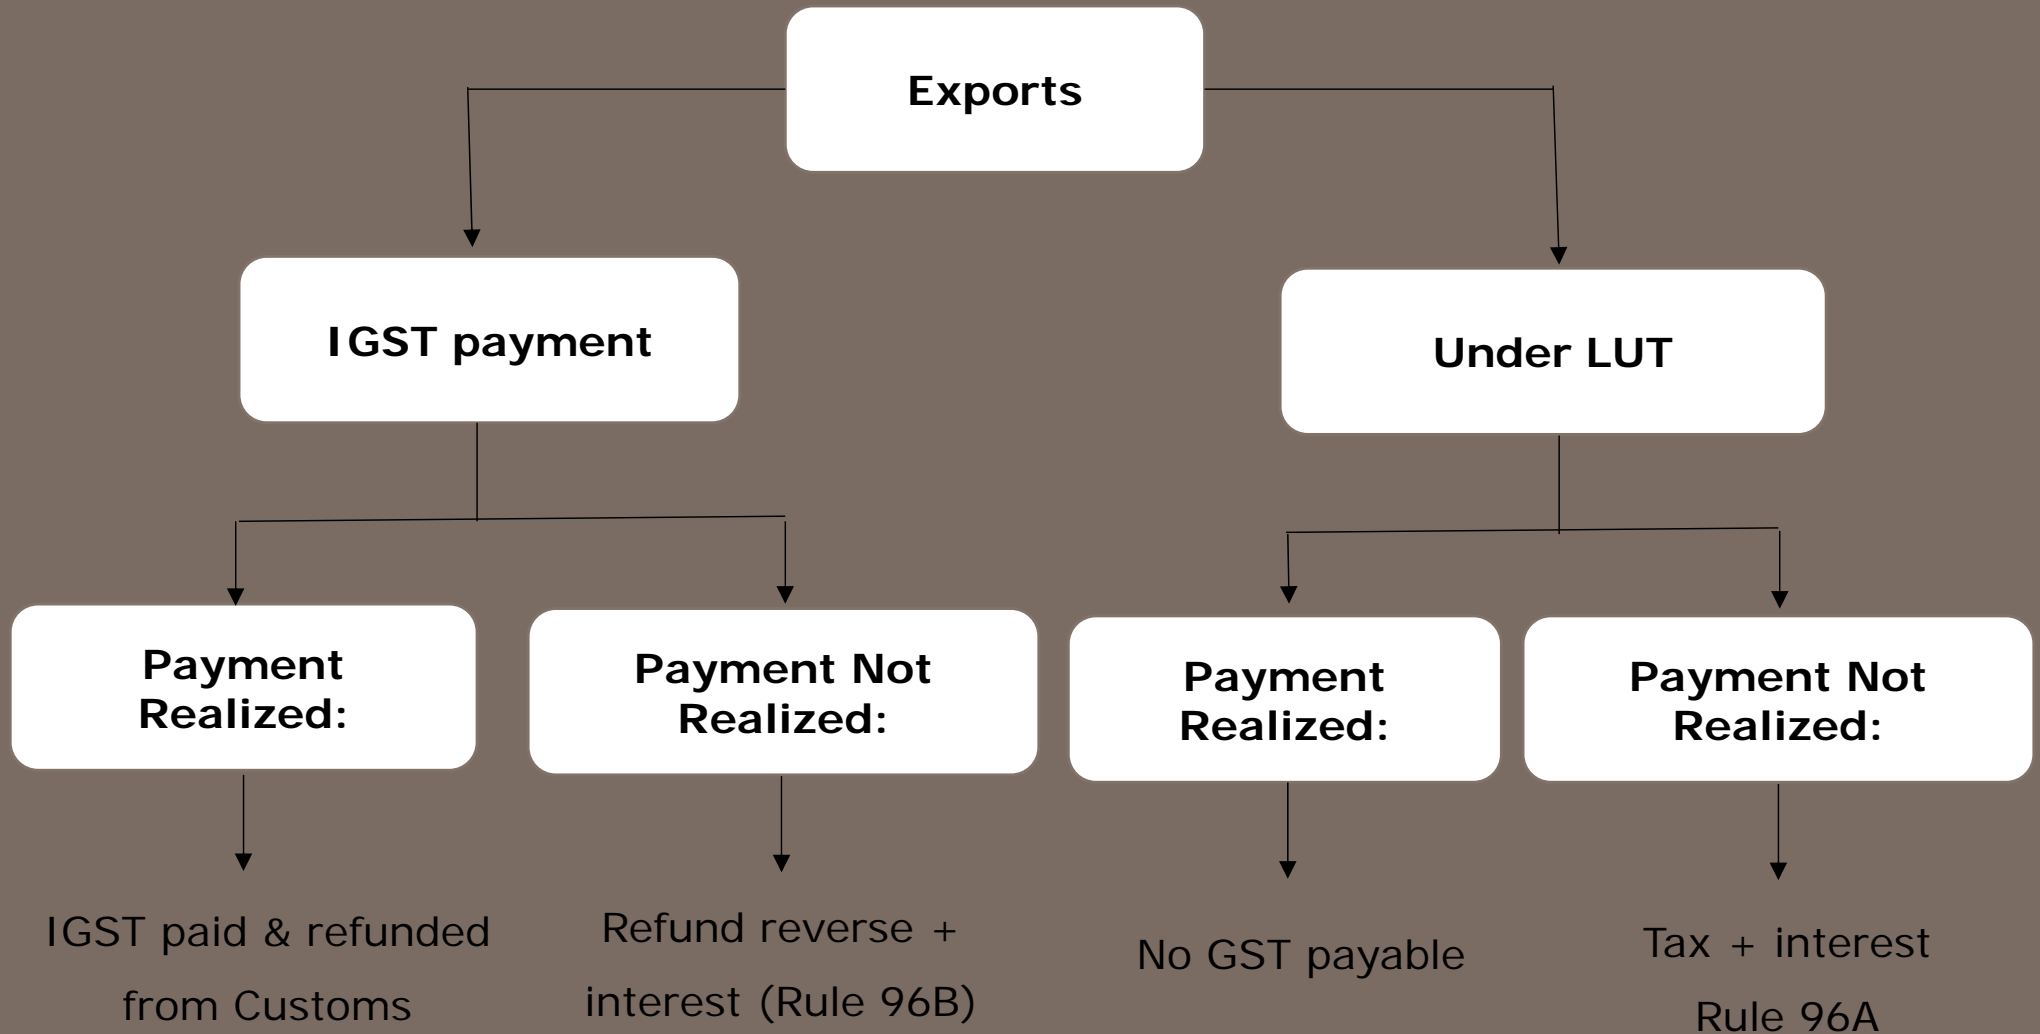 Exports
IGST payment
Under LUT
Payment
Realized:
Payment Not
Realized:
Payment
Realized:
Payment Not
Realized:
IGST paid & refunded
from Customs
Refund reverse +
interest (Rule 96B)
No GST payable
Tax + interest
Rule 96A